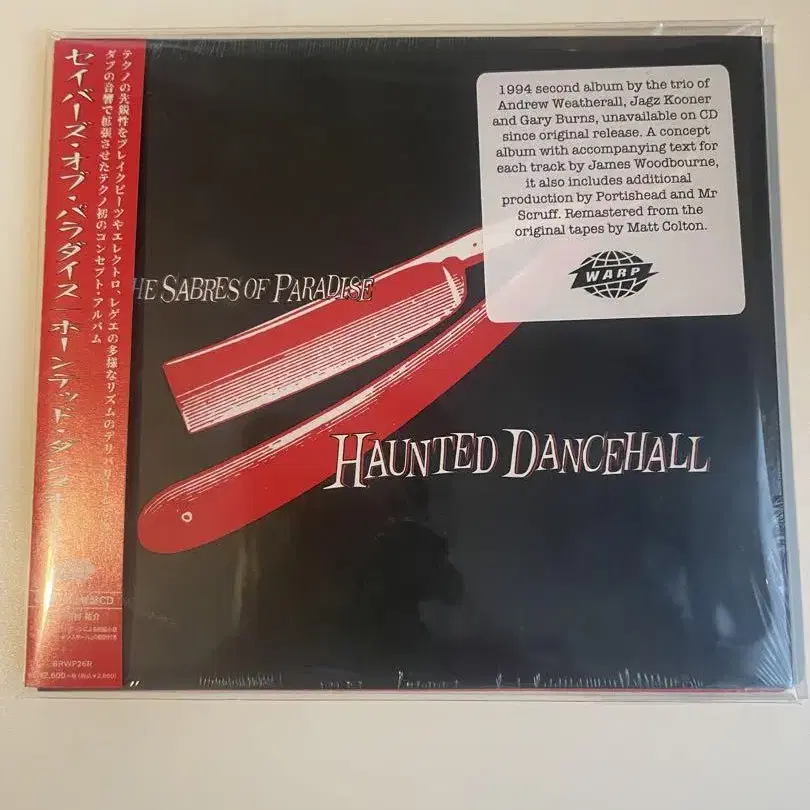 セイバーズ・オブ・パラダイス
テクノの先鋭性をブレイクビーツやエレクトロ、レゲエの多様なリズムのデリバリー
ダブの音響で拡張させたテクノ初のコンセプト・アルバム
1994 second album by the trio of
Andrew Weatherall, Jagz Kooner
and Gary Burns, unavailable on CD
since original release. A concept
album with accompanying text for
each track by James Woodbourne,
it also includes additional
production by Portishead and Mr
Scruff. Remastered from the
original tapes by Matt Colton.
WARP
HE SABRES OF PARADISE
HAUNTED DANCEHALL
CD
BRWP26R